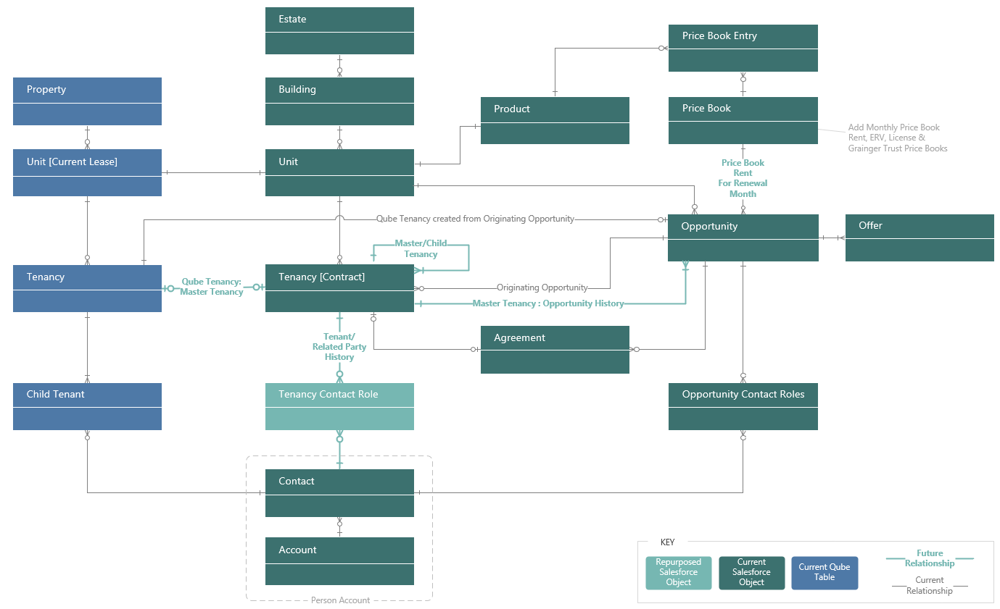 Estate
Price Book Entry
Property
Building
Product
Price Book
Add Monthly Price Book
Rent, ERV, License &
Grainger Trust Price Books
Unit [Current Lease]
Unit
Price Book
Rent
For Renewal
Month
Qube Tenancy created from Originating Opportunity
Opportunity
Offer
Master/Child
Tenancy
Tenancy
Qube Tenancy:
Master Tenancy
Tenancy [Contract]
Originating Opportunity
Master Tenancy : Opportunity History
Tenant/
Related Party
History
Agreement
Child Tenant
Tenancy Contact Role
Opportunity Contact Roles
Contact
Account
Person Account
KEY
Repurposed
Salesforce
Object
Current
Salesforce
Object
Current Qube
Table
Future
Relationship
Current
Relationship